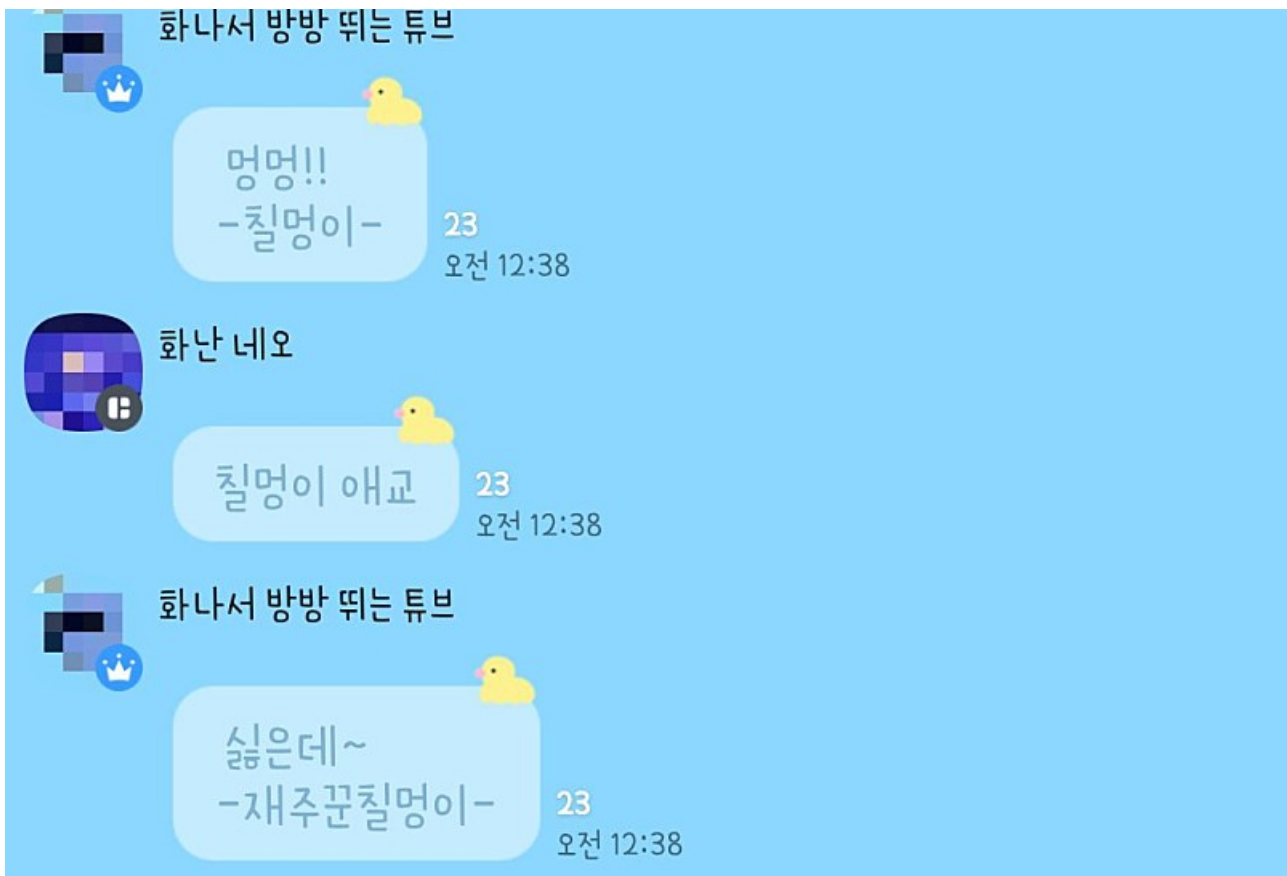 화나서 방방 뛰는 튜브
멍멍!!
-칠멍이-
23
오전 12:38
화난 네오
칠멍이 애교
23
오전 12:38
화나서 방방 뛰는 튜브
싫은데~
-재주꾼칠멍이-
23
오전 12:38